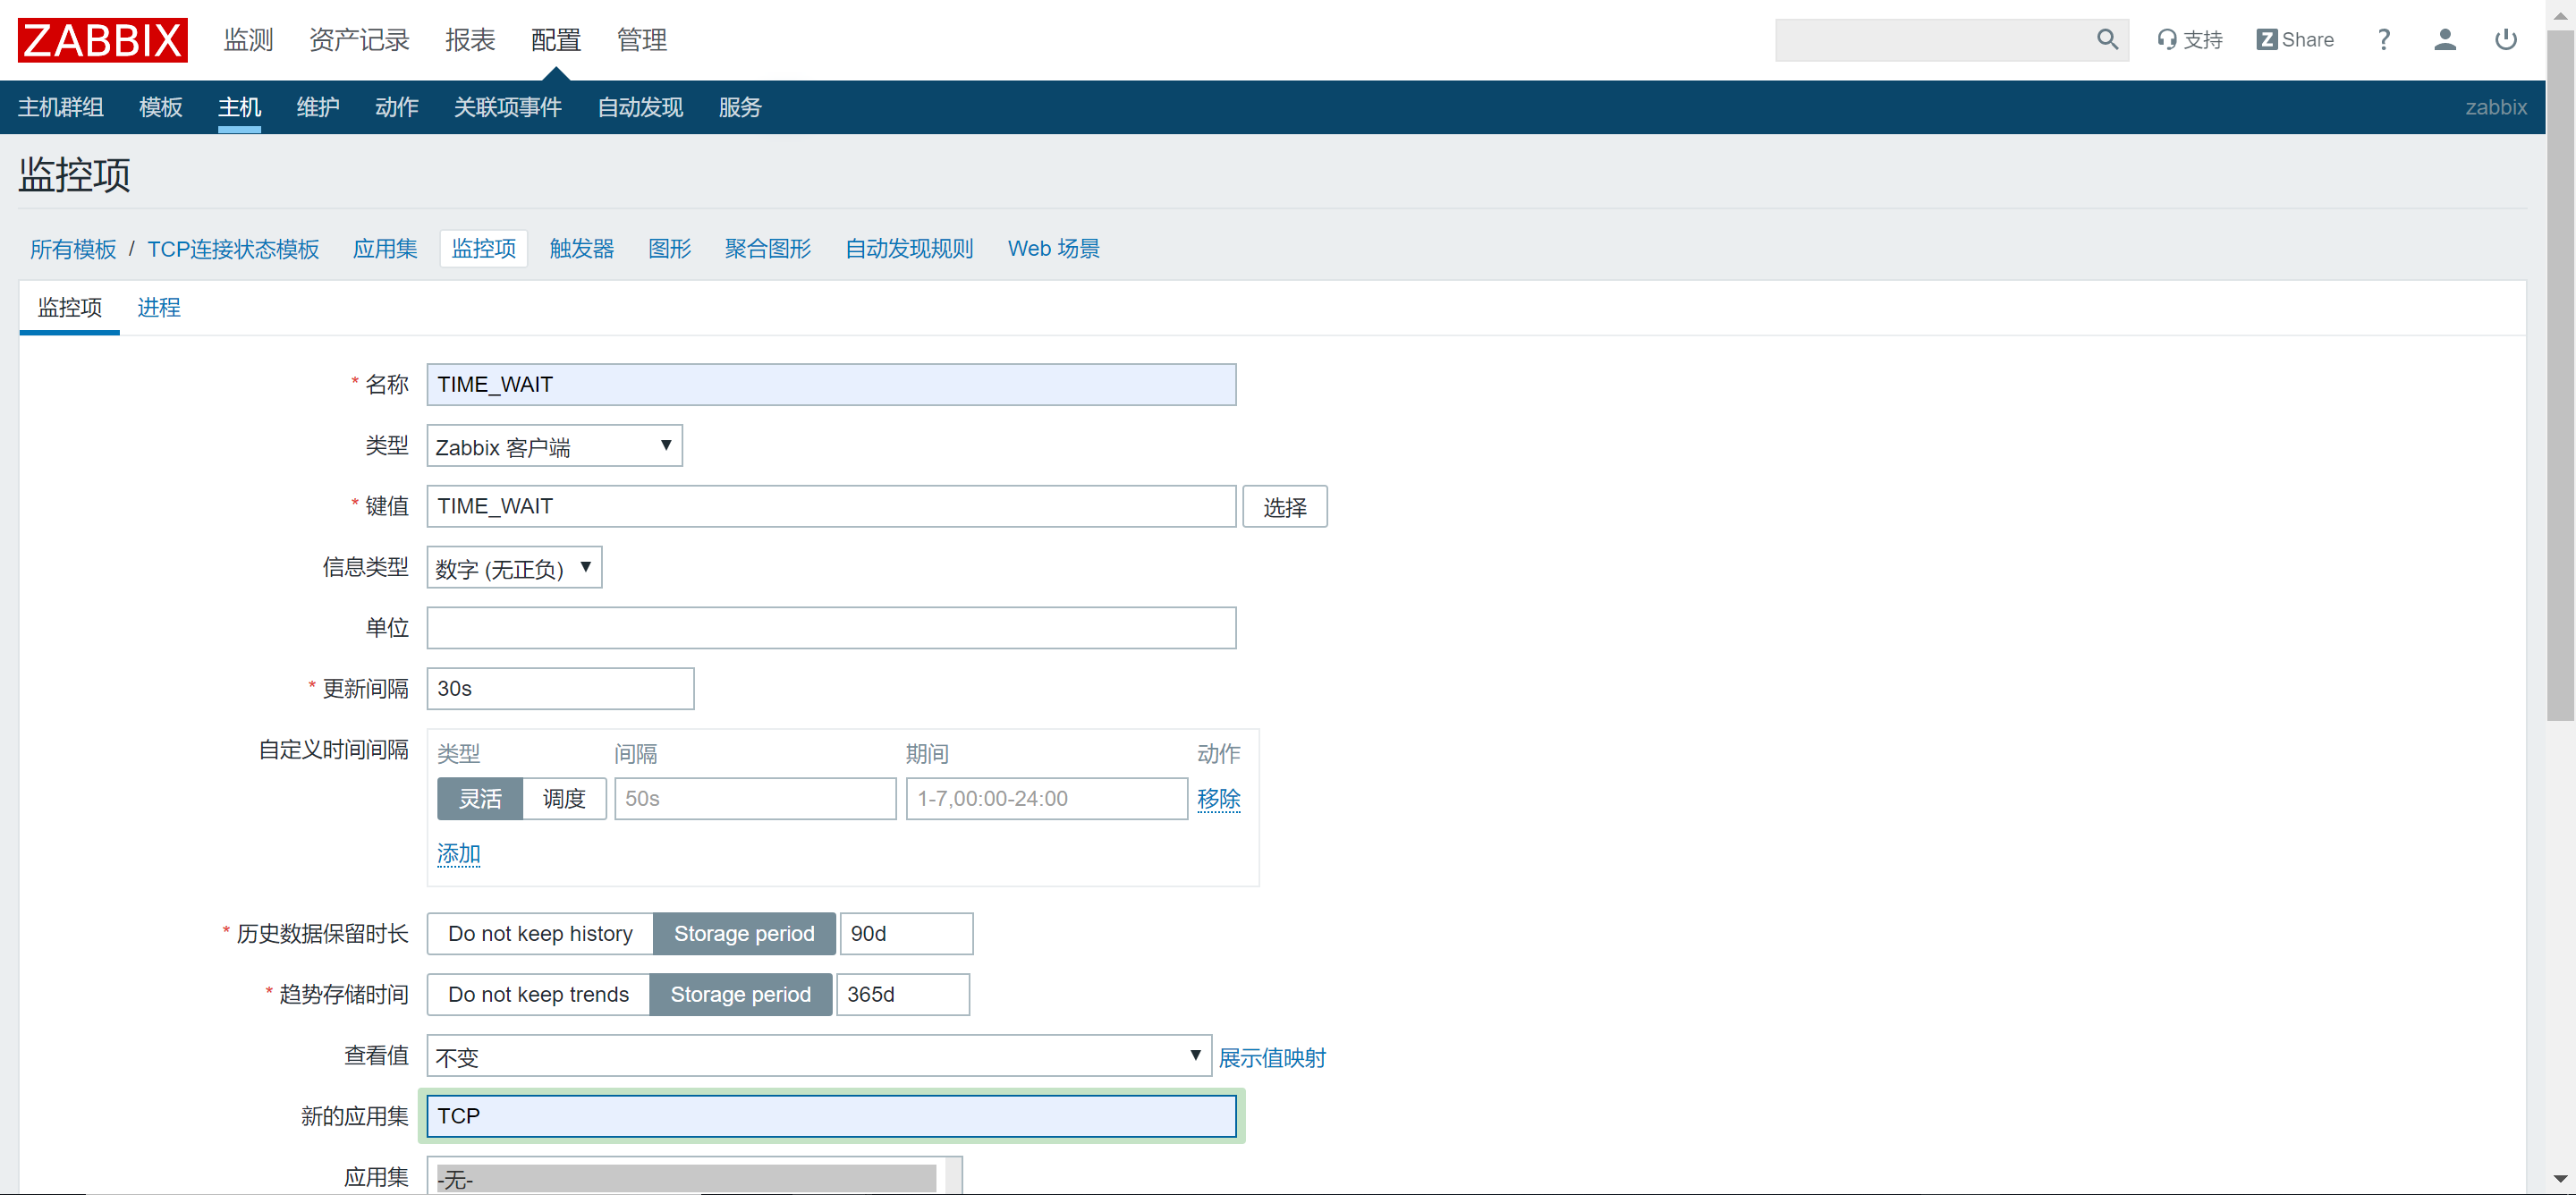 ZABBIX 监测 资产记录 报表 配置 管理 支持 Z Share ?
主机群组 模板 主机 维护 动作 关联项事件 自动发现 服务 zabbix
监控项
所有模板 / TCP连接状态模板 应用集 监控项 触发器 图形 聚合图形 自动发现规则 Web 场景
监控项 进程
* 名称 TIME_WAIT
类型 Zabbix 客户端
* 键值 TIME_WAIT 选择
信息类型 数字 (无正负)
单位
* 更新间隔 30s
自定义时间间隔 类型 间隔 期间 动作
灵活 调度 50s 1-7,00:00-24:00 移除
添加
* 历史数据保留时长 Do not keep history Storage period 90d
* 趋势存储时间 Do not keep trends Storage period 365d
查看值 不变 展示值映射
新的应用集 TCP
应用集 -无-